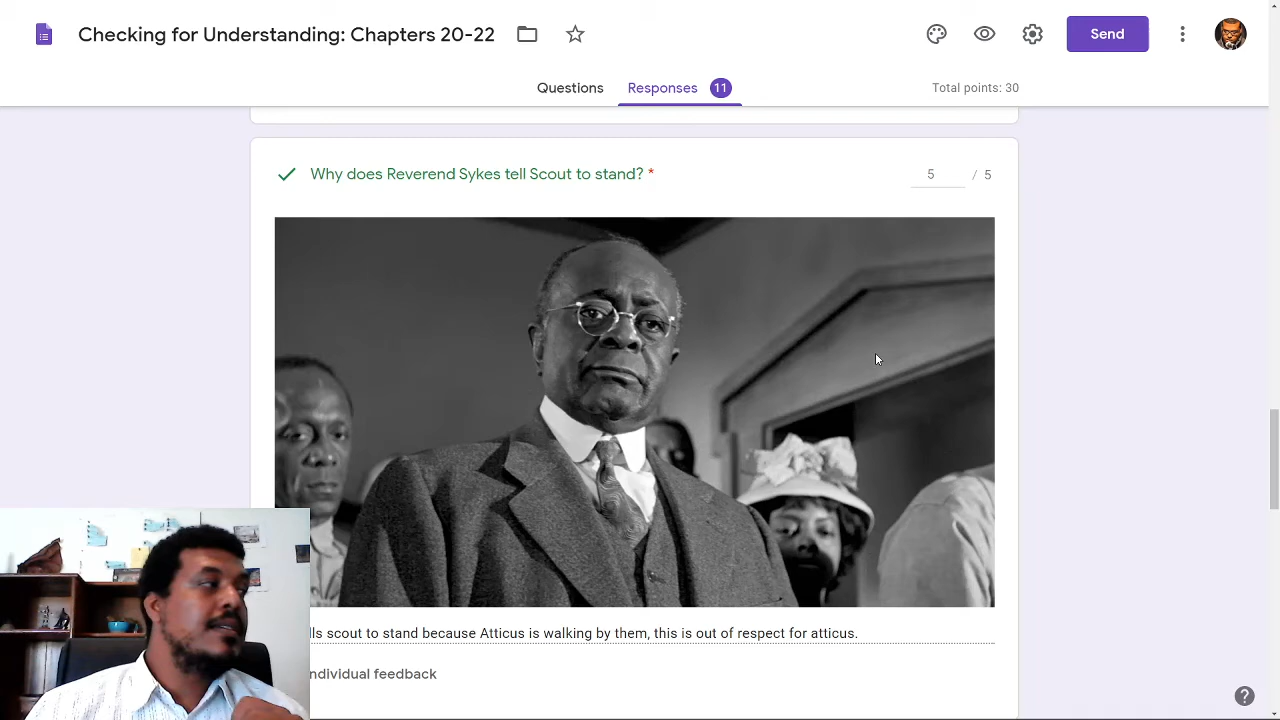 Checking for Understanding: Chapters 20-22
Send
Questions
Responses 11
Total points: 30
Why does Reverend Sykes tell Scout to stand? *
5 / 5
scout to stand because Atticus is walking by them, this is out of respect for atticus.
feedback